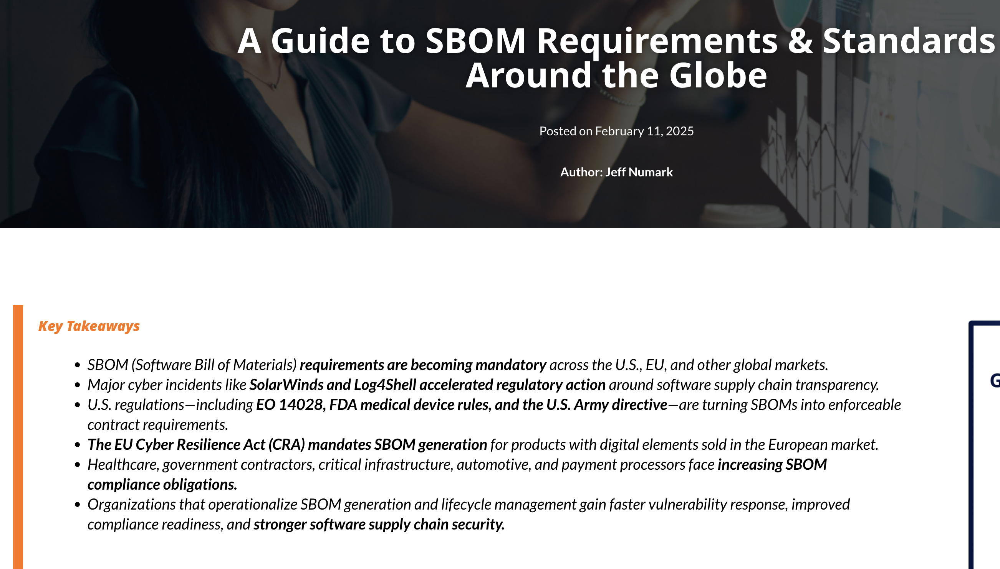 A Guide to SBOM Requirements & Standards
Around the Globe
Posted on February 11, 2025
Author: Jeff Numark
Key Takeaways
• SBOM (Software Bill of Materials) requirements are becoming mandatory across the U.S., EU, and other global markets.
• Major cyber incidents like SolarWinds and Log4Shell accelerated regulatory action around software supply chain transparency.
• U.S. regulations—including EO 14028, FDA medical device rules, and the U.S. Army directive—are turning SBOMs into enforceable
contract requirements.
• The EU Cyber Resilience Act (CRA) mandates SBOM generation for products with digital elements sold in the European market.
• Healthcare, government contractors, critical infrastructure, automotive, and payment processors face increasing SBOM
compliance obligations.
• Organizations that operationalize SBOM generation and lifecycle management gain faster vulnerability response, improved
compliance readiness, and stronger software supply chain security.